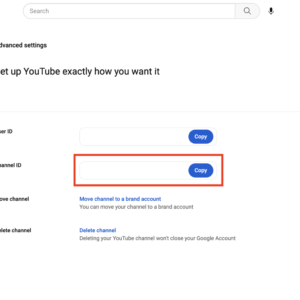 Search
dvanced settings
et up YouTube exactly how you want it
ser ID
Copy
hannel ID
Copy
ove channel
Move channel to a brand account
You can move your channel to a brand account
elete channel
Delete channel
Deleting your YouTube channel won't close your Google Account